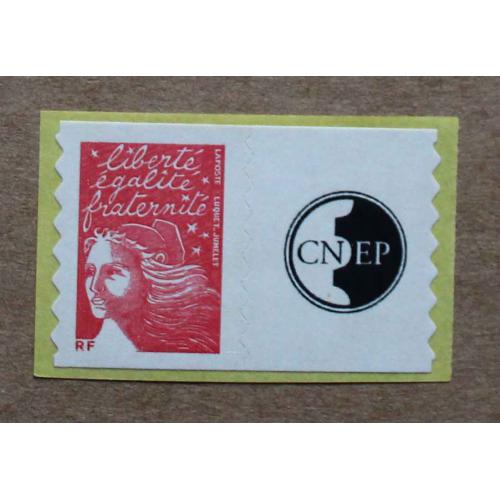 liberté
égalité
fraternité
LAPOSTE LUQUET, JUMELET
RF
CNEP